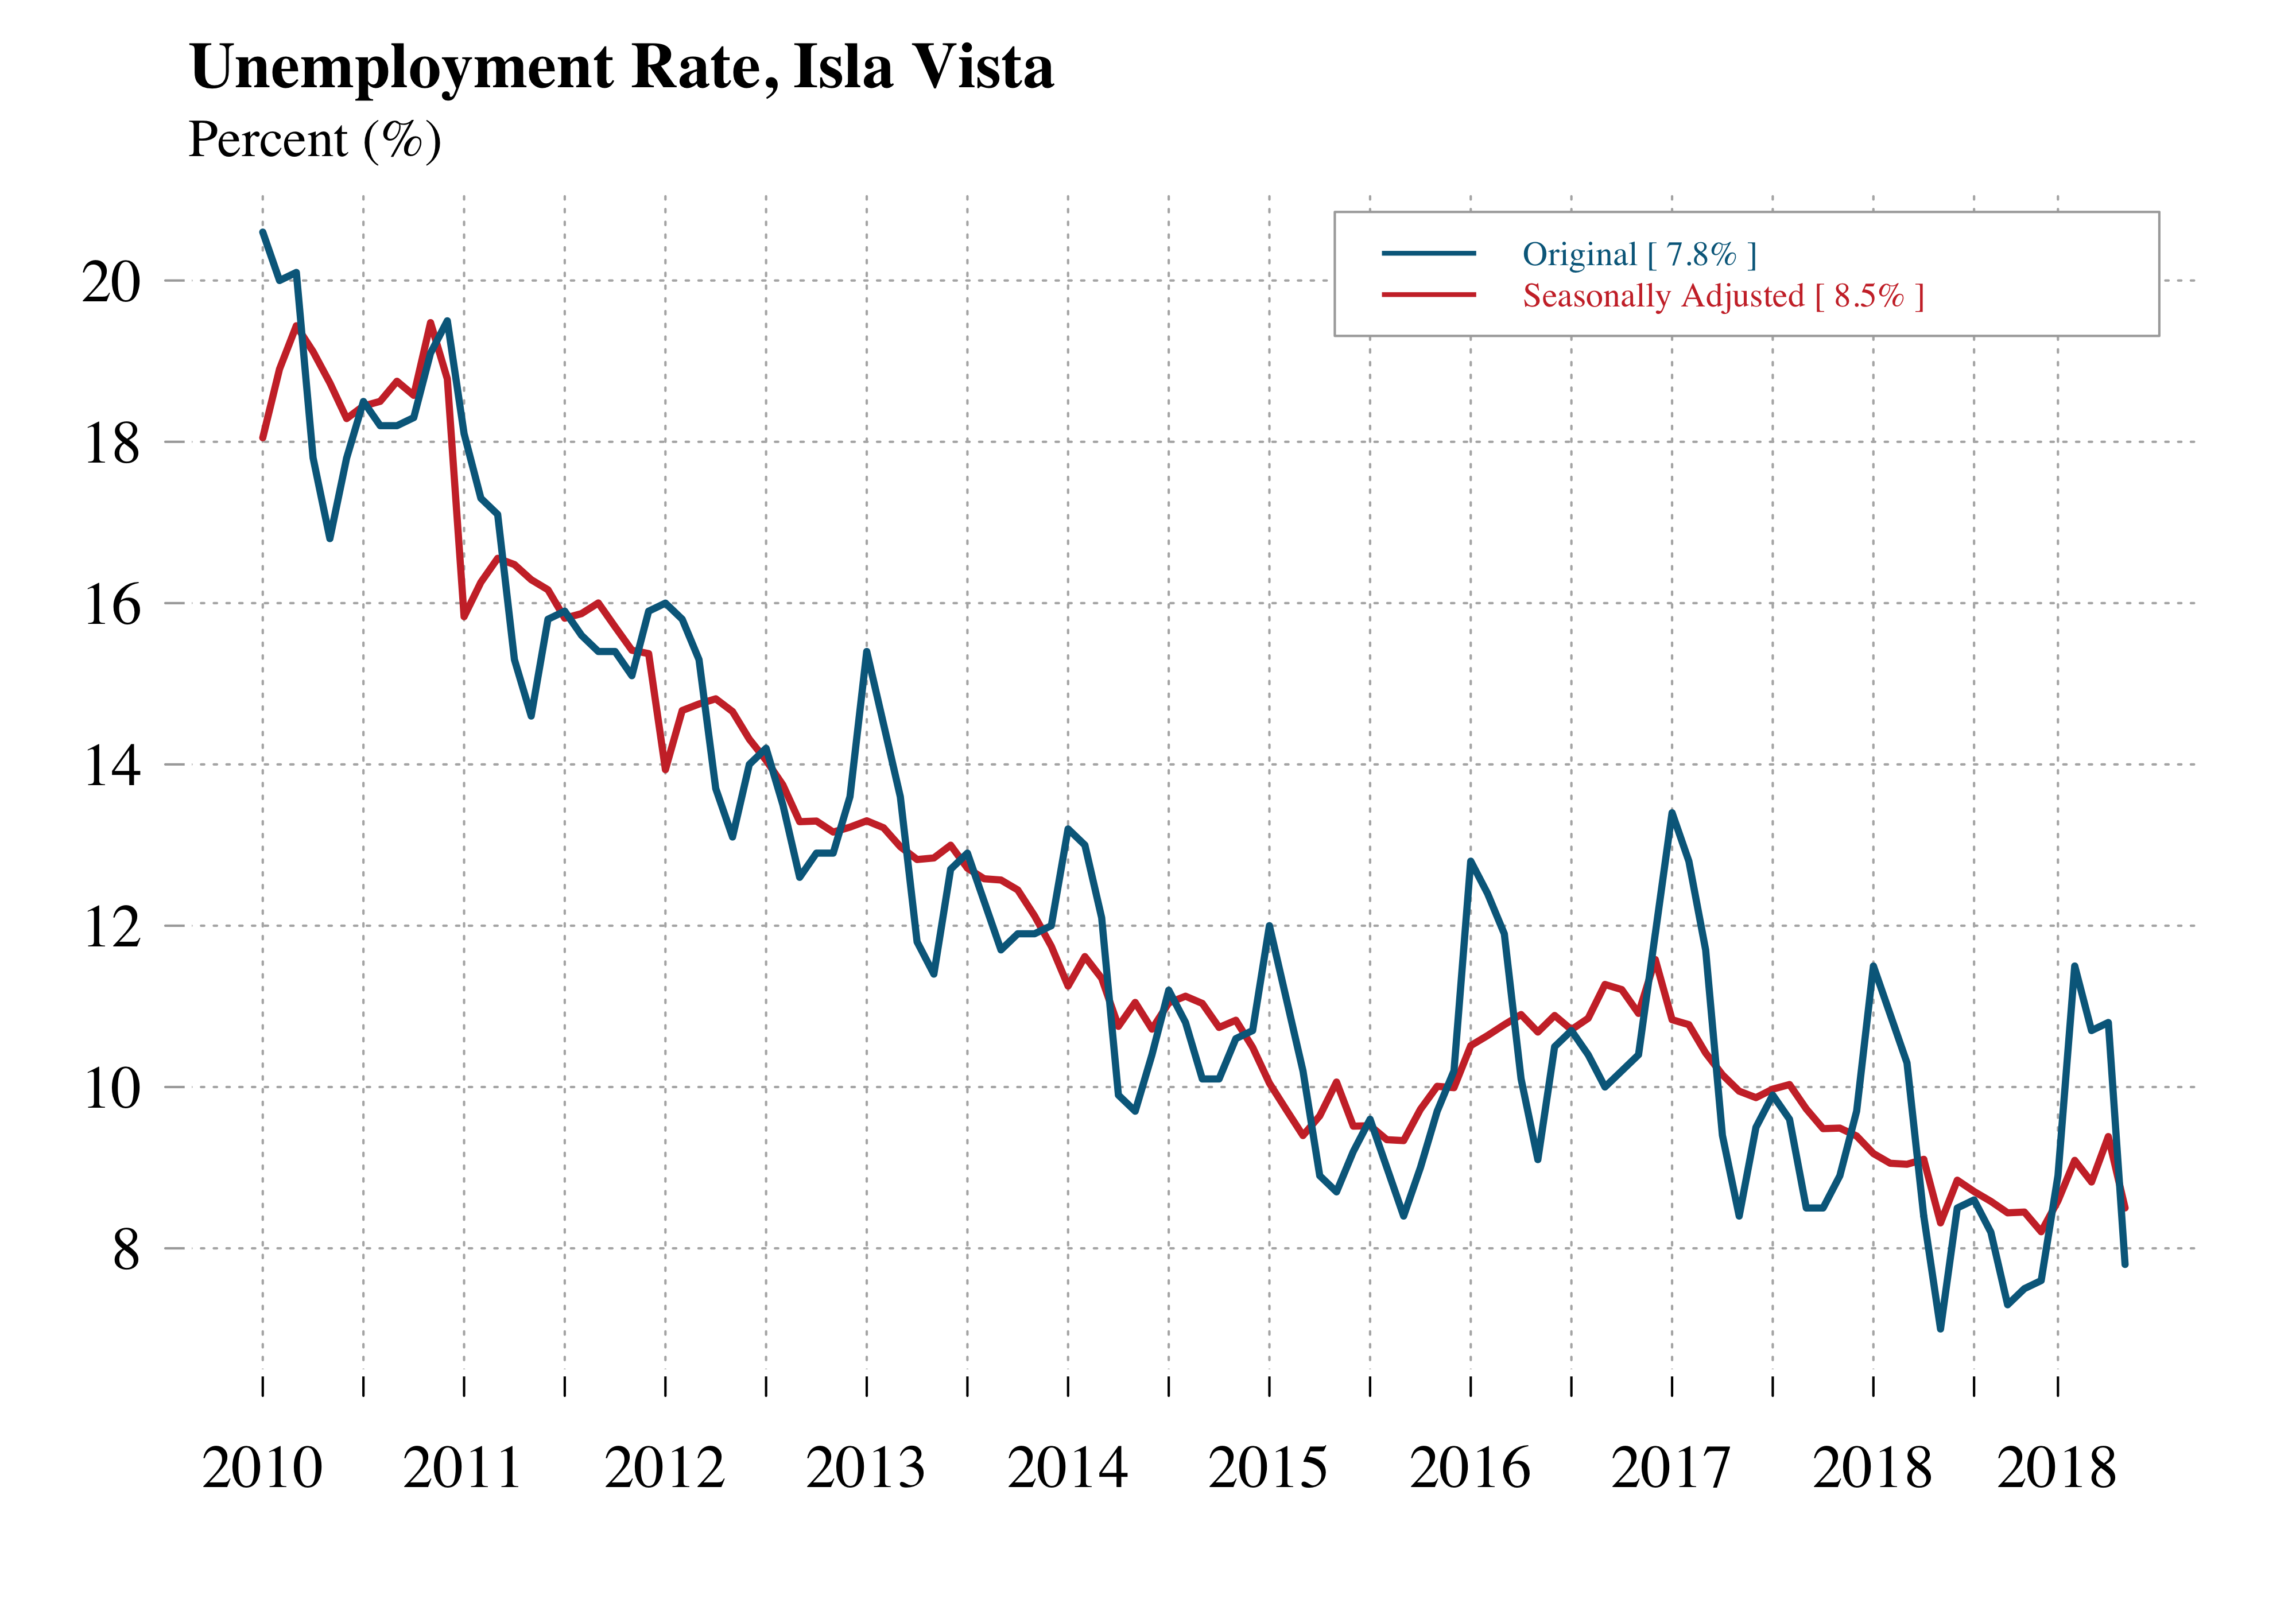 Unemployment Rate, Isla Vista
Percent (%)
Original [ 7.8% ]
Seasonally Adjusted [ 8.5% ]
20
18
16
14
12
10
8
2010 2011 2012 2013 2014 2015 2016 2017 2018 2018